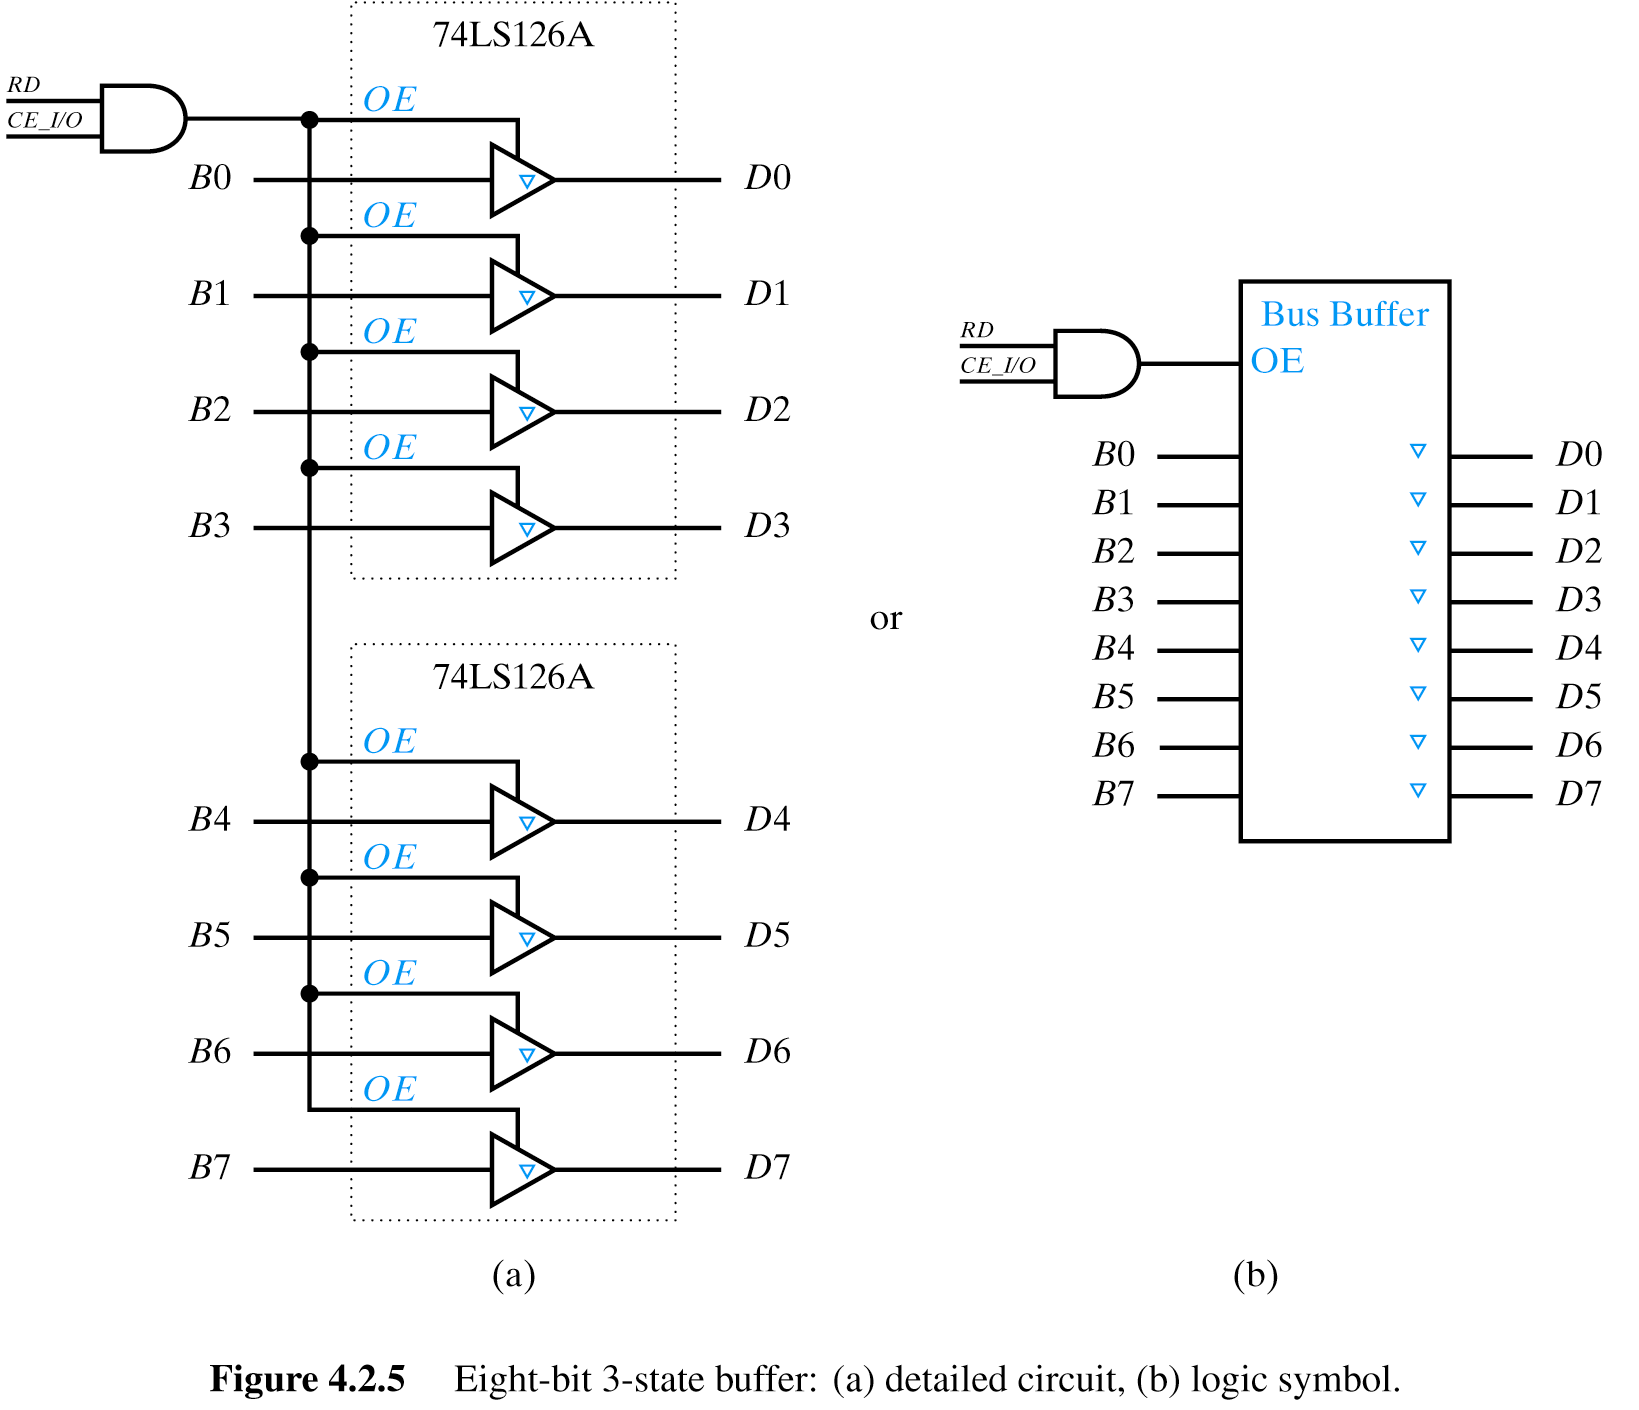 74LS126A
RD
CE_I/O
OE
B0 D0
OE
B1 D1
OE
B2 D2
OE
B3 D3
74LS126A
OE
B4 D4
OE
B5 D5
OE
B6 D6
OE
B7 D7
(a)
or
Bus Buffer
RD
CE_I/O
OE
B0 D0
B1 D1
B2 D2
B3 D3
B4 D4
B5 D5
B6 D6
B7 D7
(b)
Figure 4.2.5 Eight-bit 3-state buffer: (a) detailed circuit, (b) logic symbol.